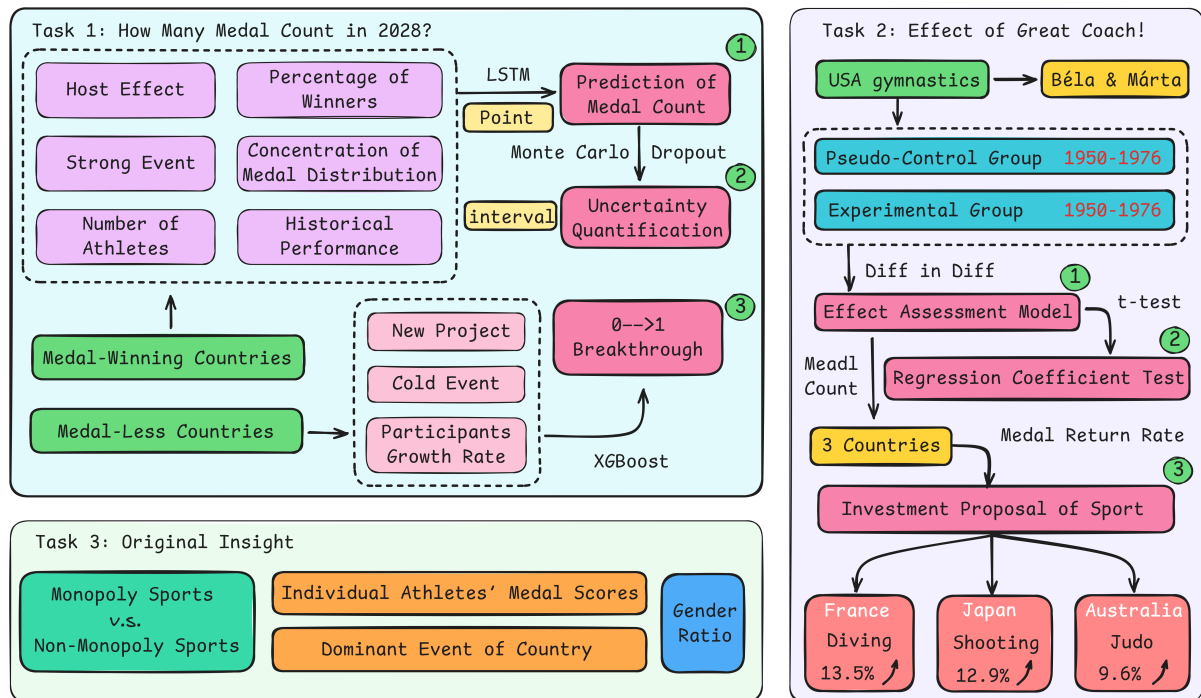 Task 1: How Many Medal Count in 2028?
Host Effect
Percentage of
Winners
Strong Event
Concentration of
Medal Distribution
Number of
Athletes
Historical
Performance
LSTM
Point
1
Prediction of
Medal Count
Monte Carlo Dropout
2
interval
Uncertainty
Quantification
Medal-Winning Countries
Medal-Less Countries
New Project
Cold Event
Participants
Growth Rate
XGBoost
3
0-->1
Breakthrough
Task 2: Effect of Great Coach!
USA gymnastics
Béla & Márta
Pseudo-Control Group 1950-1976
Experimental Group 1950-1976
Diff in Diff
1
Effect Assessment Model
t-test
2
Regression Coefficient Test
Meadl
Count
3 Countries
Medal Return Rate
3
Investment Proposal of Sport
France
Diving
13.5%
Japan
Shooting
12.9%
Australia
Judo
9.6%
Task 3: Original Insight
Monopoly Sports
v.s.
Non-Monopoly Sports
Individual Athletes’ Medal Scores
Dominant Event of Country
Gender
Ratio